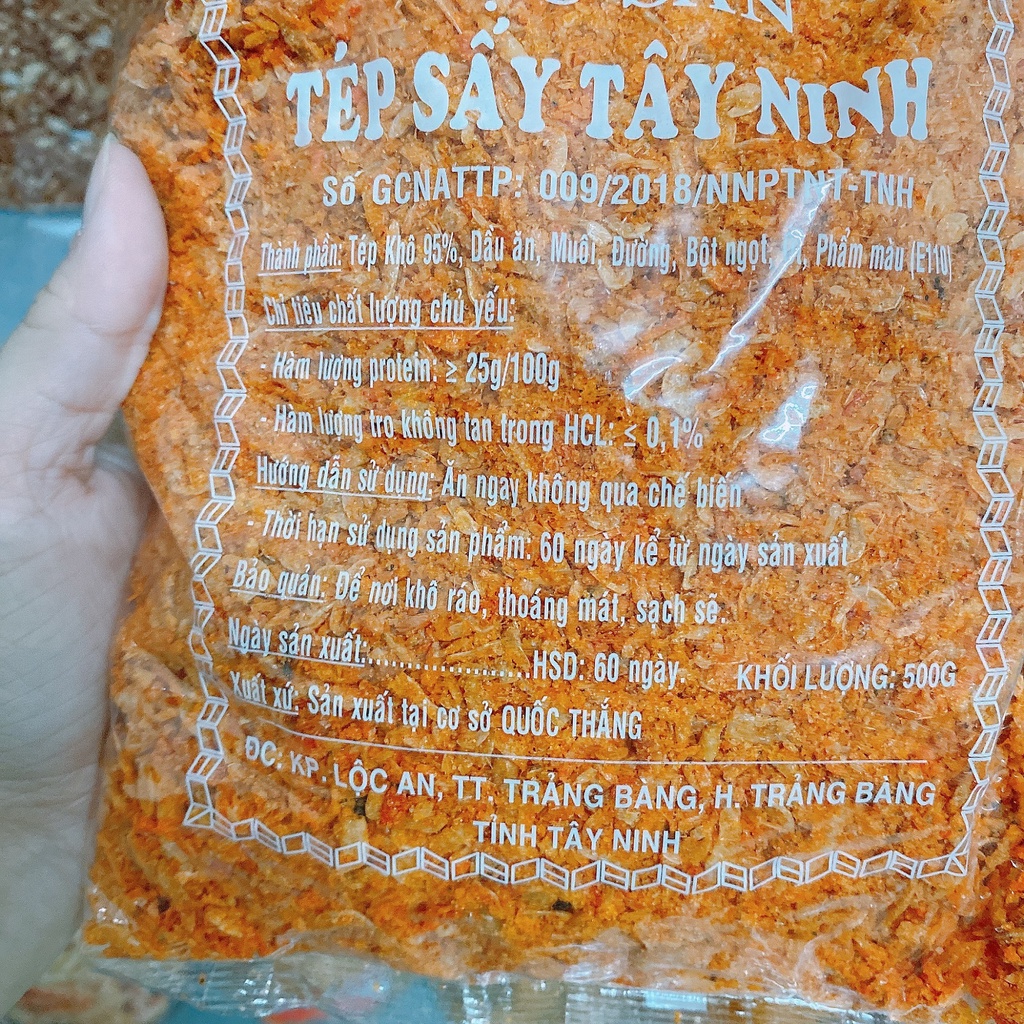 SẢN
TÉP SẤY TÂY NINH
Số GCNATTP: 009/2018/NNPTNT-TNH
Thành phần: Tép Khô 95%, Dầu ăn, Muối, Đường, Bột ngọt, Phẩm màu (E110)
Chỉ tiêu chất lượng chủ yếu:
- Hàm lượng protein: ≥ 25g/100g
- Hàm lượng tro không tan trong HCL: ≤ 0,1%
Hướng dẫn sử dụng: Ăn ngay không qua chế biến
- Thời hạn sử dụng sản phẩm: 60 ngày kể từ ngày sản xuất
Bảo quản: Để nơi khô ráo, thoáng mát, sạch sẽ.
Ngày sản xuất:....................HSD: 60 ngày. KHỐI LƯỢNG: 500G
Xuất xứ: Sản xuất tại cơ sở QUỐC THẮNG
ĐC: KP. LỘC AN, TT. TRẢNG BÀNG, H. TRẢNG BÀNG
TỈNH TÂY NINH